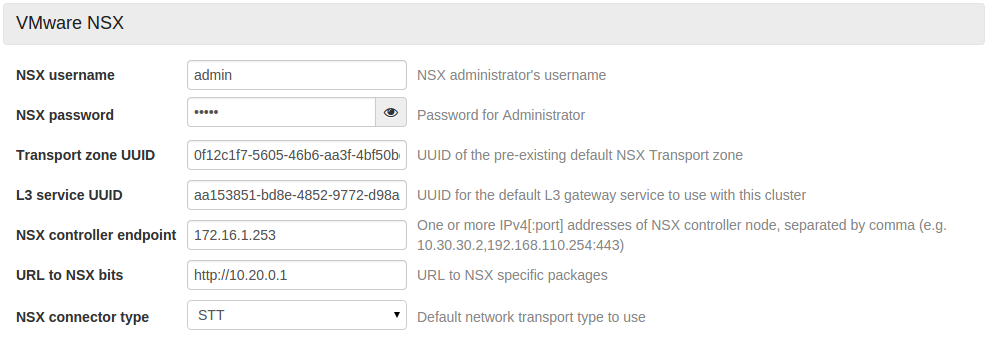 VMware NSX
NSX username admin NSX administrator's username
NSX password ••••• Password for Administrator
Transport zone UUID 0f12c1f7-5605-46b6-aa3f-4bf50b UUID of the pre-existing default NSX Transport zone
L3 service UUID aa153851-bd8e-4852-9772-d98a UUID for the default L3 gateway service to use with this cluster
NSX controller endpoint 172.16.1.253 One or more IPv4[:port] addresses of NSX controller node, separated by comma (e.g.
10.30.30.2,192.168.110.254:443)
URL to NSX bits http://10.20.0.1 URL to NSX specific packages
NSX connector type STT Default network transport type to use